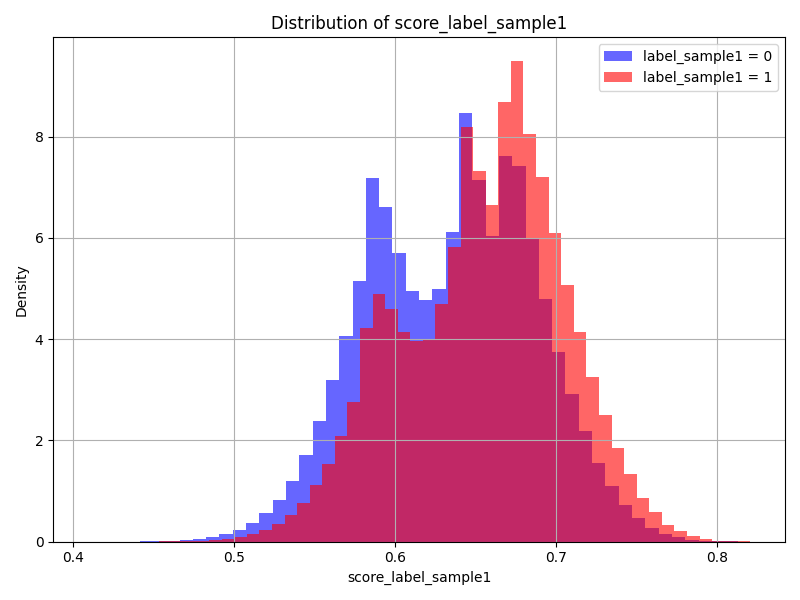 Distribution of score_label_sample1
label_sample1 = 0
label_sample1 = 1
Density
8
6
4
2
0
0.4 0.5 0.6 0.7 0.8
score_label_sample1